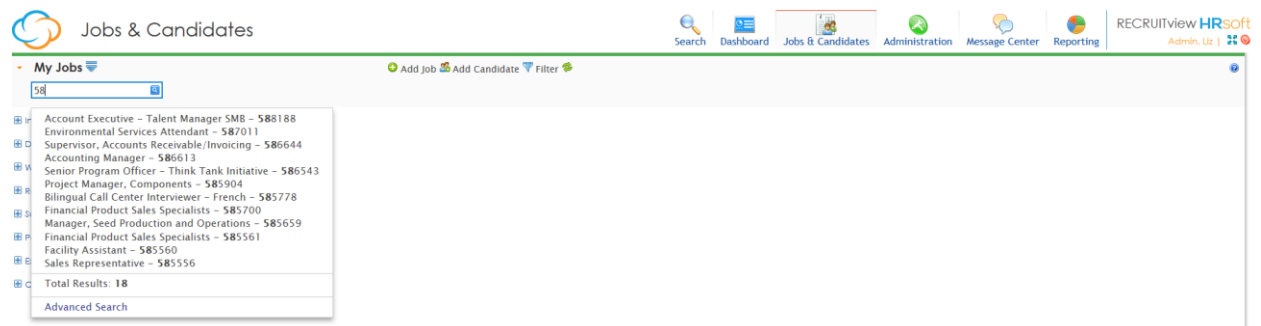 Jobs & Candidates
Search Dashboard Jobs & Candidates Administration Message Center Reporting
RECRUITview HRsoft
Admin, Liz |
My Jobs
Add Job Add Candidate Filter
58
Account Executive – Talent Manager SMB – 588188
Environmental Services Attendant – 587011
Supervisor, Accounts Receivable/Invoicing – 586644
Accounting Manager – 586613
Senior Program Officer – Think Tank Initiative – 586543
Project Manager, Components – 585904
Bilingual Call Center Interviewer – French – 585778
Financial Product Sales Specialists – 585700
Manager, Seed Production and Operations – 585659
Financial Product Sales Specialists – 585561
Facility Assistant – 585560
Sales Representative – 585556
Total Results: 18
Advanced Search